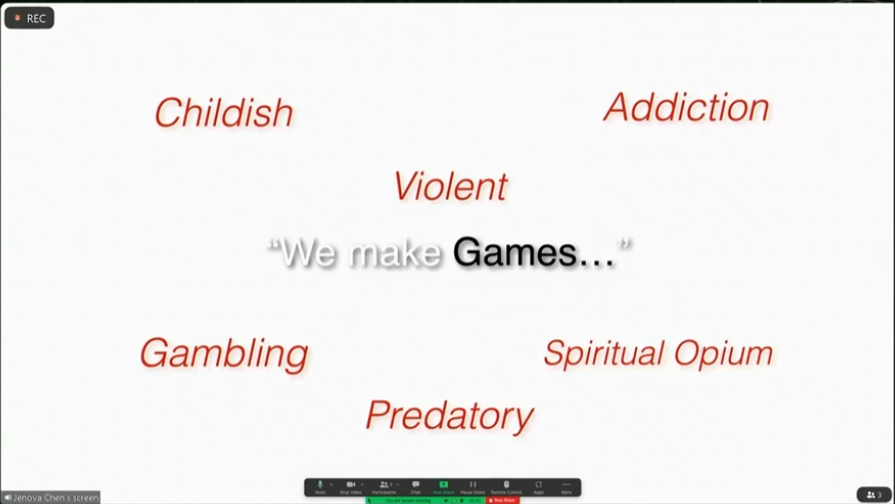 REC
Childish
Addiction
Violent
“We make Games...”
Gambling
Spiritual Opium
Predatory
Mute
Stop Video
Participants
Chat
New Share
Pause Share
Remote Control
Apps
More
You are screen sharing
Stop Share
Jenova Chen's screen
3